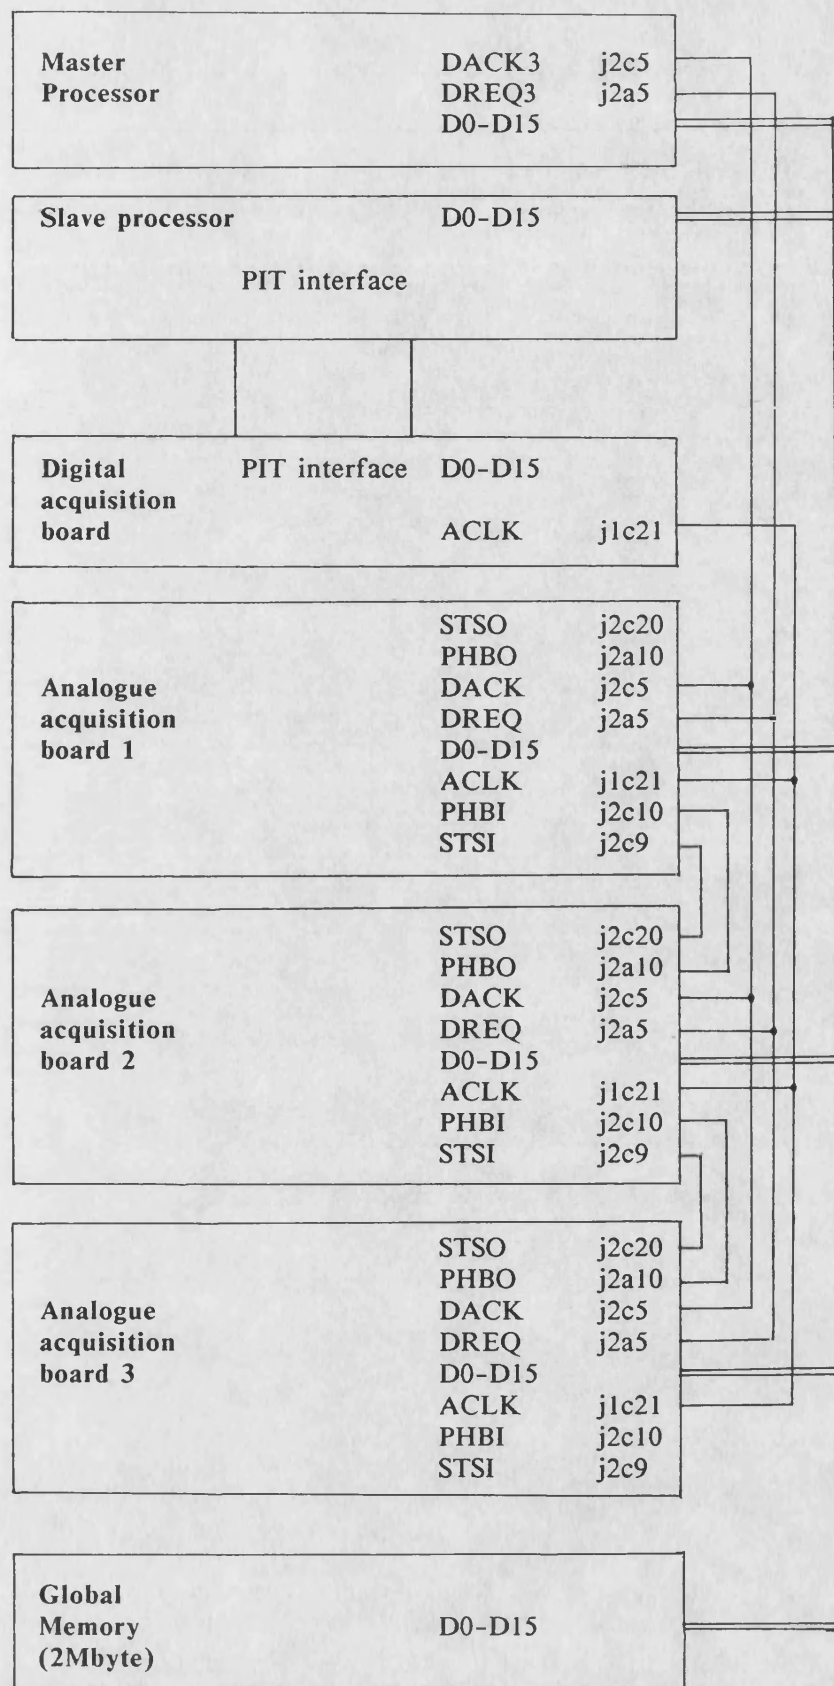 Master DACK3 j2c5
Processor DREQ3 j2a5
D0-D15
Slave processor D0-D15
PIT interface
Digital PIT interface D0-D15
acquisition
board ACLK j1c21
STSO j2c20
PHBO j2a10
Analogue DACK j2c5
acquisition DREQ j2a5
board 1 D0-D15
ACLK j1c21
PHBI j2c10
STSI j2c9
STSO j2c20
PHBO j2a10
Analogue DACK j2c5
acquisition DREQ j2a5
board 2 D0-D15
ACLK j1c21
PHBI j2c10
STSI j2c9
STSO j2c20
PHBO j2a10
Analogue DACK j2c5
acquisition DREQ j2a5
board 3 D0-D15
ACLK j1c21
PHBI j2c10
STSI j2c9
Global
Memory D0-D15
(2Mbyte)